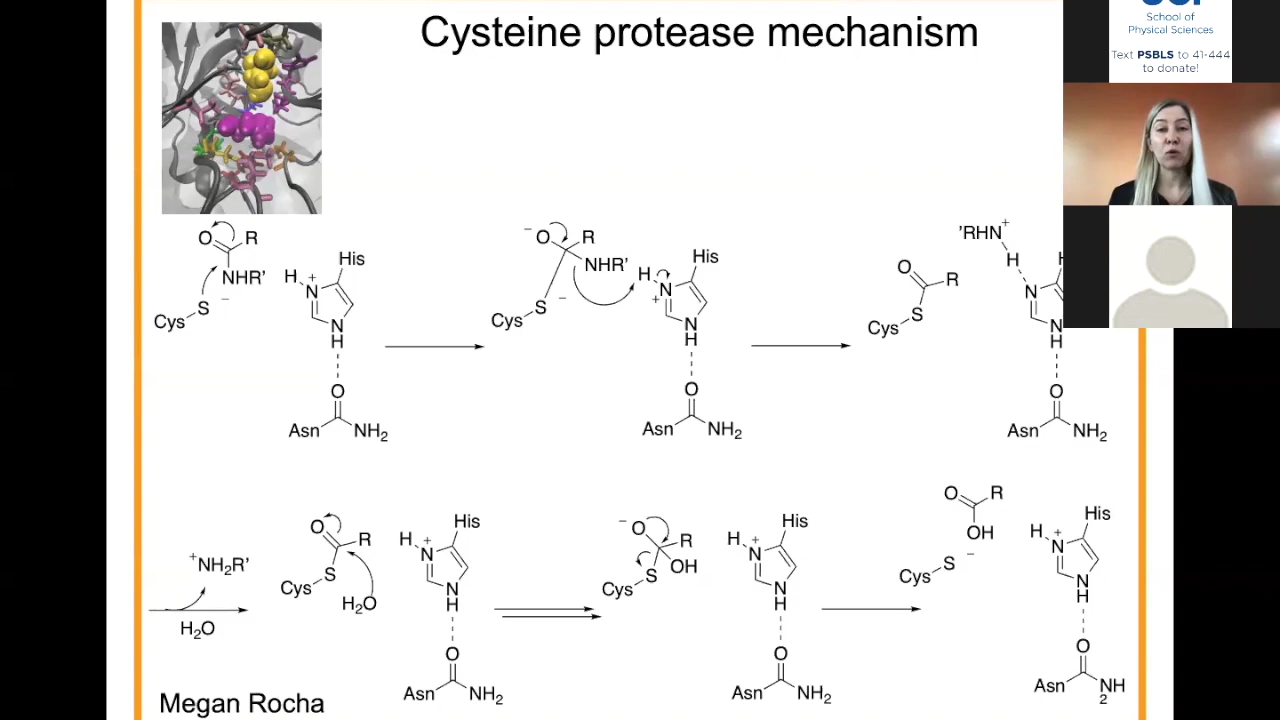 Cysteine protease mechanism
School of
Physical Sciences
Text PSBLS to 41-444
to donate!
O R
NHR'
S −
Cys
H
N +
His
N
H
O
Asn NH2
− O R
NHR'
S −
Cys
H
N
+
His
N
H
O
Asn NH2
'RHN+
H
O
R
S
Cys
N
N
H
O
Asn NH2
+NH2R'
H2O
O
R
S
Cys
H2O
H
N +
His
N
H
O
Asn NH2
− O
R
OH
S
Cys
H
N +
His
N
H
O
Asn NH2
O R
OH
S −
Cys
H
N +
His
N
H
O
Asn NH
2
Megan Rocha